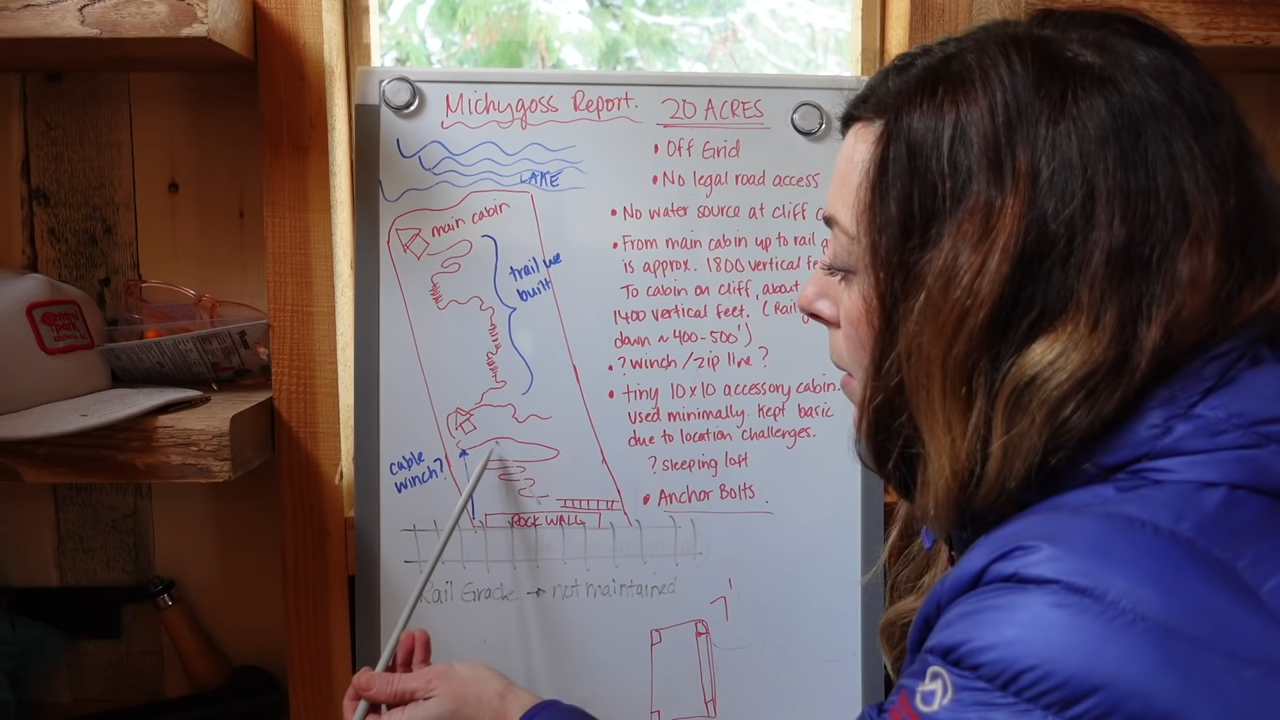 Michygoss Report.
20 ACRES
• Off Grid
• No legal road access
• No water source at cliff
• From main cabin up to rail
is approx. 1800 vertical
To cabin on cliff, about
1400 vertical feet. (Rail
down ~ 400-500')
• ? winch / zip line ?
• tiny 10x10 accessory cabin.
Used minimally. Kept basic
due to location challenges.
? sleeping loft
• Anchor Bolts.
LAKE
main cabin
trail we
built
cable
winch?
ROCK WALL
Rail Grade → not maintained
7'
Central
Park